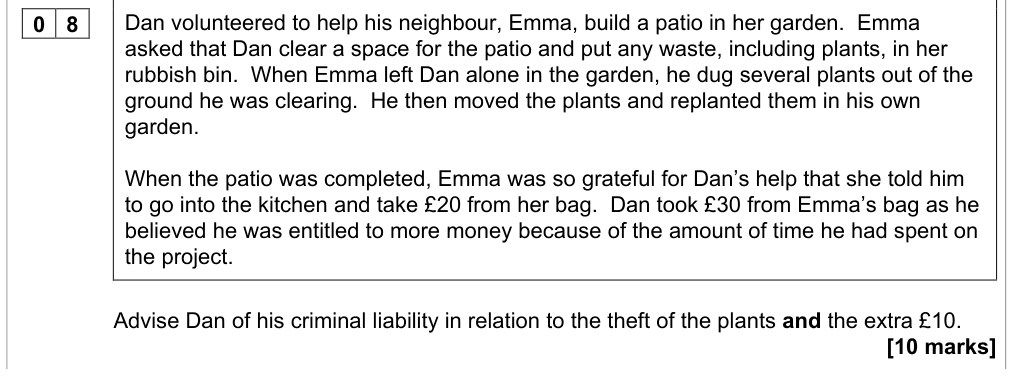 0 8
Dan volunteered to help his neighbour, Emma, build a patio in her garden. Emma
asked that Dan clear a space for the patio and put any waste, including plants, in her
rubbish bin. When Emma left Dan alone in the garden, he dug several plants out of the
ground he was clearing. He then moved the plants and replanted them in his own
garden.
When the patio was completed, Emma was so grateful for Dan's help that she told him
to go into the kitchen and take £20 from her bag. Dan took £30 from Emma's bag as he
believed he was entitled to more money because of the amount of time he had spent on
the project.
Advise Dan of his criminal liability in relation to the theft of the plants and the extra £10.
[10 marks]